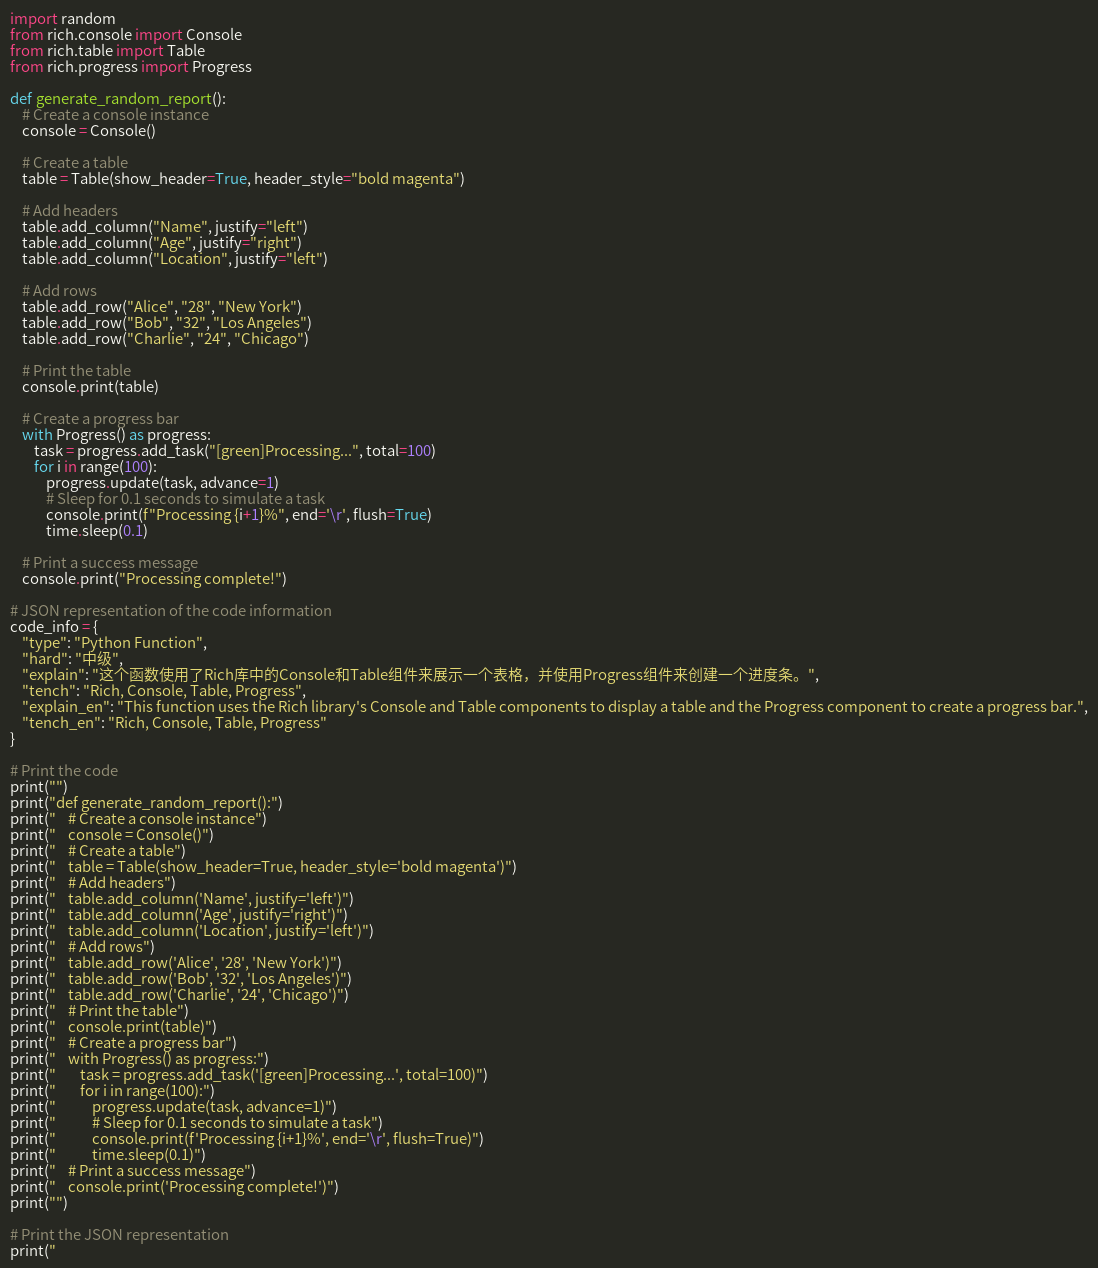 import random
from rich.console import Console
from rich.table import Table
from rich.progress import Progress

def generate_random_report():
    # Create a console instance
    console = Console()

    # Create a table
    table = Table(show_header=True, header_style="bold magenta")

    # Add headers
    table.add_column("Name", justify="left")
    table.add_column("Age", justify="right")
    table.add_column("Location", justify="left")

    # Add rows
    table.add_row("Alice", "28", "New York")
    table.add_row("Bob", "32", "Los Angeles")
    table.add_row("Charlie", "24", "Chicago")

    # Print the table
    console.print(table)

    # Create a progress bar
    with Progress() as progress:
        task = progress.add_task("[green]Processing...", total=100)
        for i in range(100):
            progress.update(task, advance=1)
            # Sleep for 0.1 seconds to simulate a task
            console.print(f"Processing {i+1}%", end='\r', flush=True)
            time.sleep(0.1)

    # Print a success message
    console.print("Processing complete!")

# JSON representation of the code information
code_info = {
    "type": "Python Function",
    "hard": "中级",
    "explain": "这个函数使用了Rich库中的Console和Table组件来展示一个表格，并使用Progress组件来创建一个进度条。",
    "tench": "Rich, Console, Table, Progress",
    "explain_en": "This function uses the Rich library's Console and Table components to display a table and the Progress component to create a progress bar.",
    "tench_en": "Rich, Console, Table, Progress"
}

# Print the code
print("")
print("def generate_random_report():")
print("    # Create a console instance")
print("    console = Console()")
print("    # Create a table")
print("    table = Table(show_header=True, header_style='bold magenta')")
print("    # Add headers")
print("    table.add_column('Name', justify='left')")
print("    table.add_column('Age', justify='right')")
print("    table.add_column('Location', justify='left')")
print("    # Add rows")
print("    table.add_row('Alice', '28', 'New York')")
print("    table.add_row('Bob', '32', 'Los Angeles')")
print("    table.add_row('Charlie', '24', 'Chicago')")
print("    # Print the table")
print("    console.print(table)")
print("    # Create a progress bar")
print("    with Progress() as progress:")
print("        task = progress.add_task('[green]Processing...', total=100)")
print("        for i in range(100):")
print("            progress.update(task, advance=1)")
print("            # Sleep for 0.1 seconds to simulate a task")
print("            console.print(f'Processing {i+1}%', end='\r', flush=True)")
print("            time.sleep(0.1)")
print("    # Print a success message")
print("    console.print('Processing complete!')")
print("")

# Print the JSON representation
print("